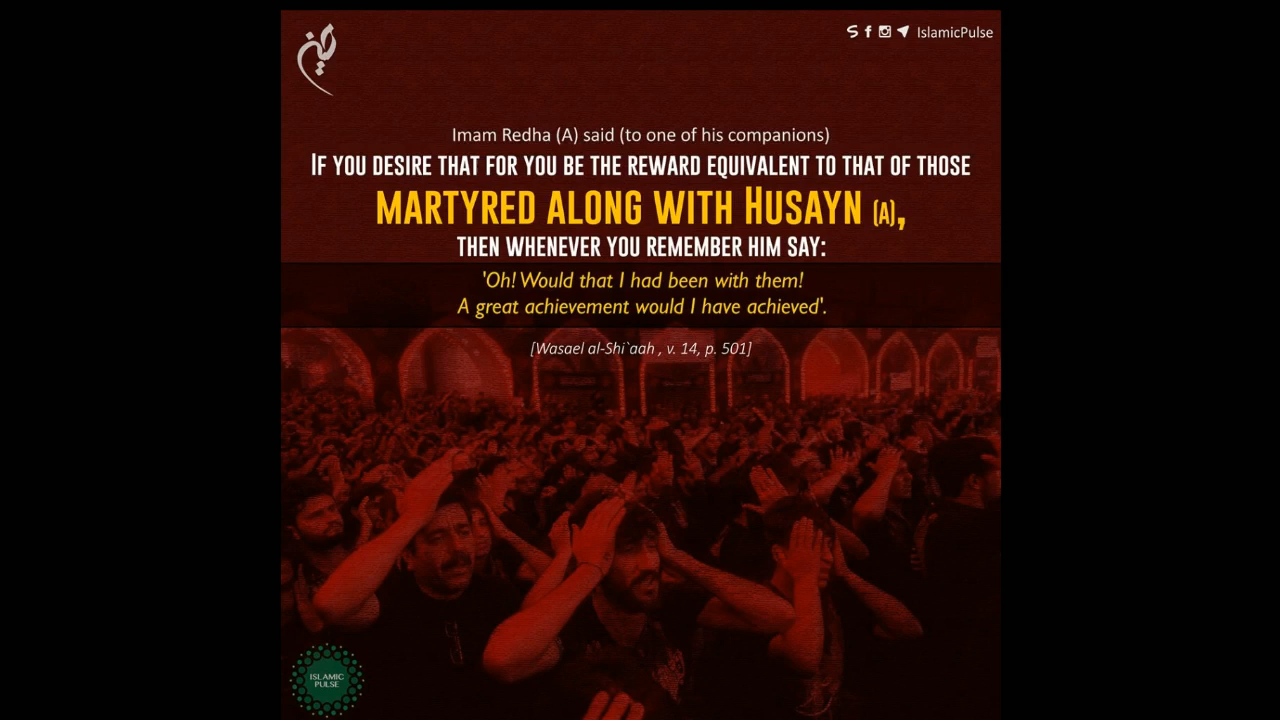 IslamicPulse
Imam Redha (A) said (to one of his companions)
IF YOU DESIRE THAT FOR YOU BE THE REWARD EQUIVALENT TO THAT OF THOSE
MARTYRED ALONG WITH HUSAYN (A),
THEN WHENEVER YOU REMEMBER HIM SAY:
'Oh! Would that I had been with them!
A great achievement would I have achieved'.
[Wasael al-Shi`aah , v. 14, p. 501]
ISLAMIC
PULSE